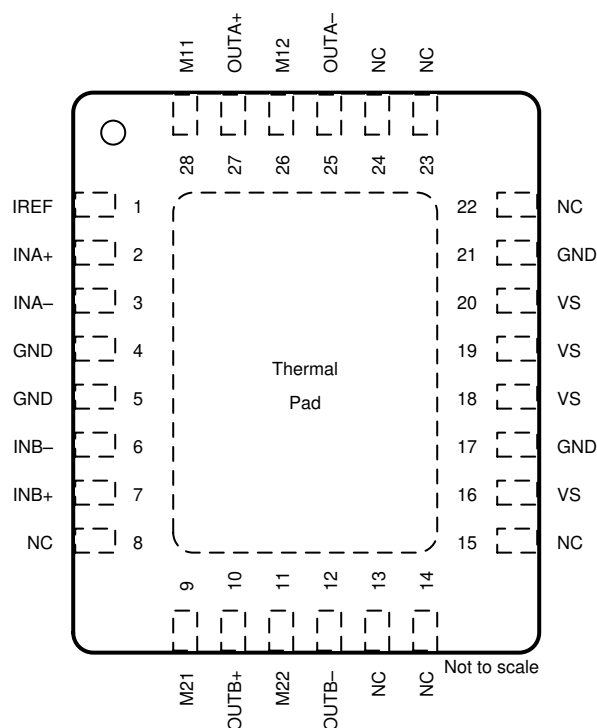 M11 OUTA+ M12 OUTA– NC NC
28 27 26 25 24 23
IREF 1 22 NC
INA+ 2 21 GND
INA– 3 20 VS
GND 4 19 VS
Thermal
Pad
GND 5 18 VS
INB– 6 17 GND
INB+ 7 16 VS
NC 8 15 NC
9 10 11 12 13 14
M21 OUTB+ M22 OUTB– NC NC
Not to scale